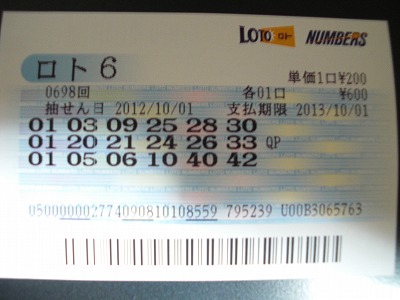 LOTO ロト NUMBERS
ロト6 単価1口¥200
0698回 各01口 ¥600
抽せん日 2012/10/01 支払期限 2013/10/01
01 03 09 25 28 30
01 20 21 24 26 33 QP
01 05 06 10 40 42
050000002774090810108559 795239 U00B3065763